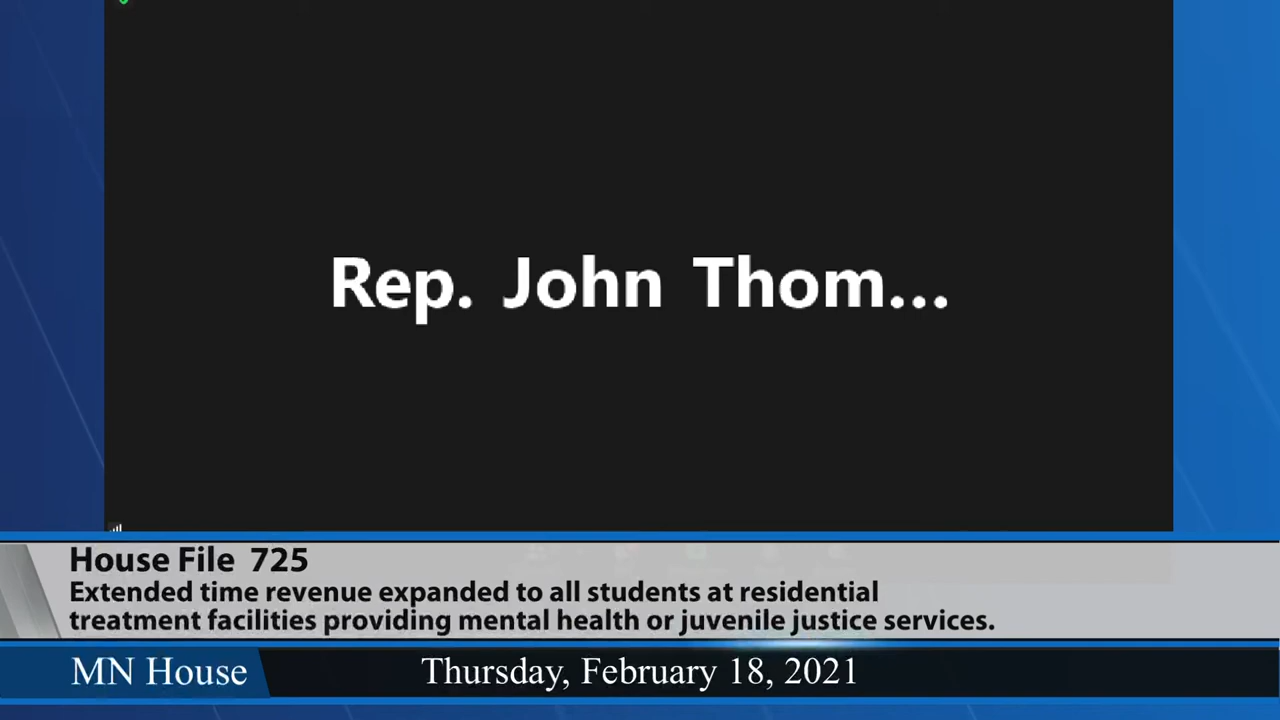 Rep. John Thom...
House File 725
Extended time revenue expanded to all students at residential
treatment facilities providing mental health or juvenile justice services.
MN House
Thursday, February 18, 2021